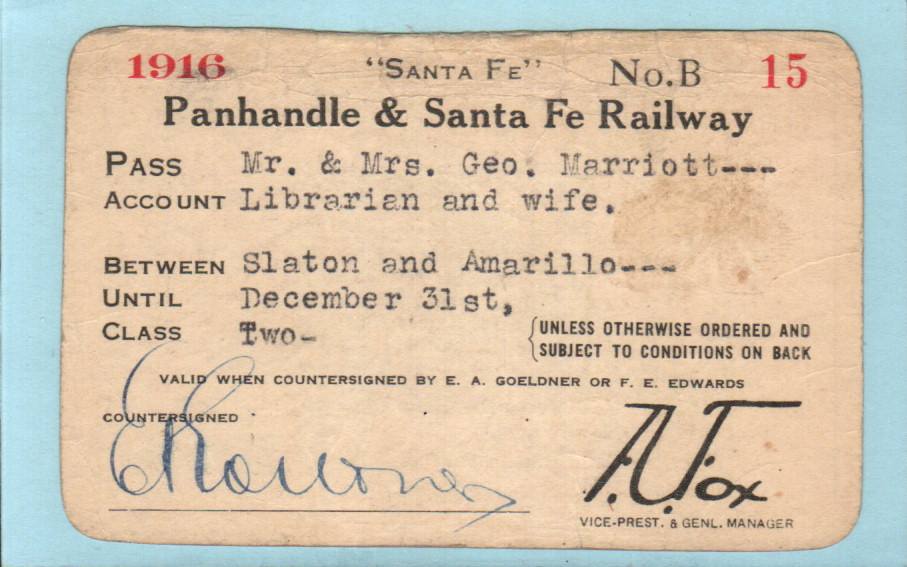 1916 "SANTA FE" No.B 15
Panhandle & Santa Fe Railway
PASS Mr. & Mrs. Geo. Marriott---
ACCOUNT Librarian and wife.
BETWEEN Slaton and Amarillo---
UNTIL December 31st,
CLASS Two-
UNLESS OTHERWISE ORDERED AND
SUBJECT TO CONDITIONS ON BACK
VALID WHEN COUNTERSIGNED BY E. A. GOELDNER OR F. E. EDWARDS
COUNTERSIGNED
Fox
VICE-PREST. & GENL. MANAGER